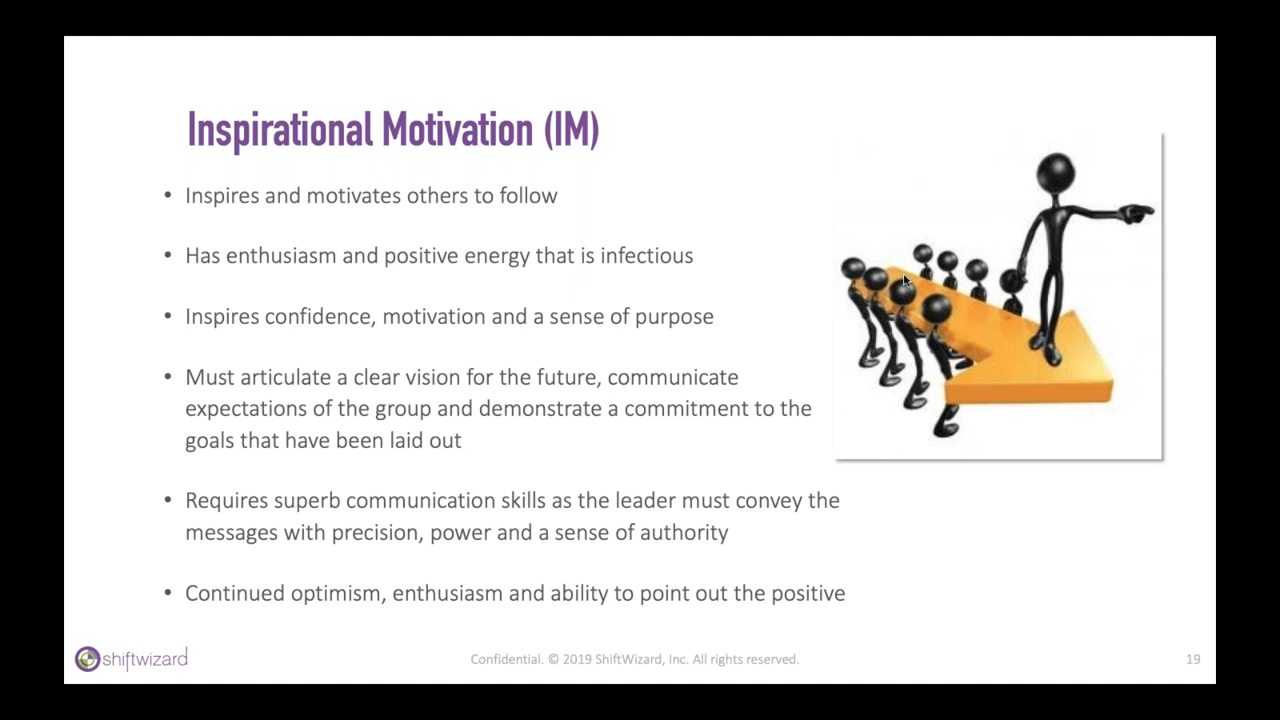 Inspirational Motivation (IM)
• Inspires and motivates others to follow
• Has enthusiasm and positive energy that is infectious
• Inspires confidence, motivation and a sense of purpose
• Must articulate a clear vision for the future, communicate
expectations of the group and demonstrate a commitment to the
goals that have been laid out
• Requires superb communication skills as the leader must convey the
messages with precision, power and a sense of authority
• Continued optimism, enthusiasm and ability to point out the positive
shiftwizard
Confidential. © 2019 ShiftWizard, Inc. All rights reserved.
19